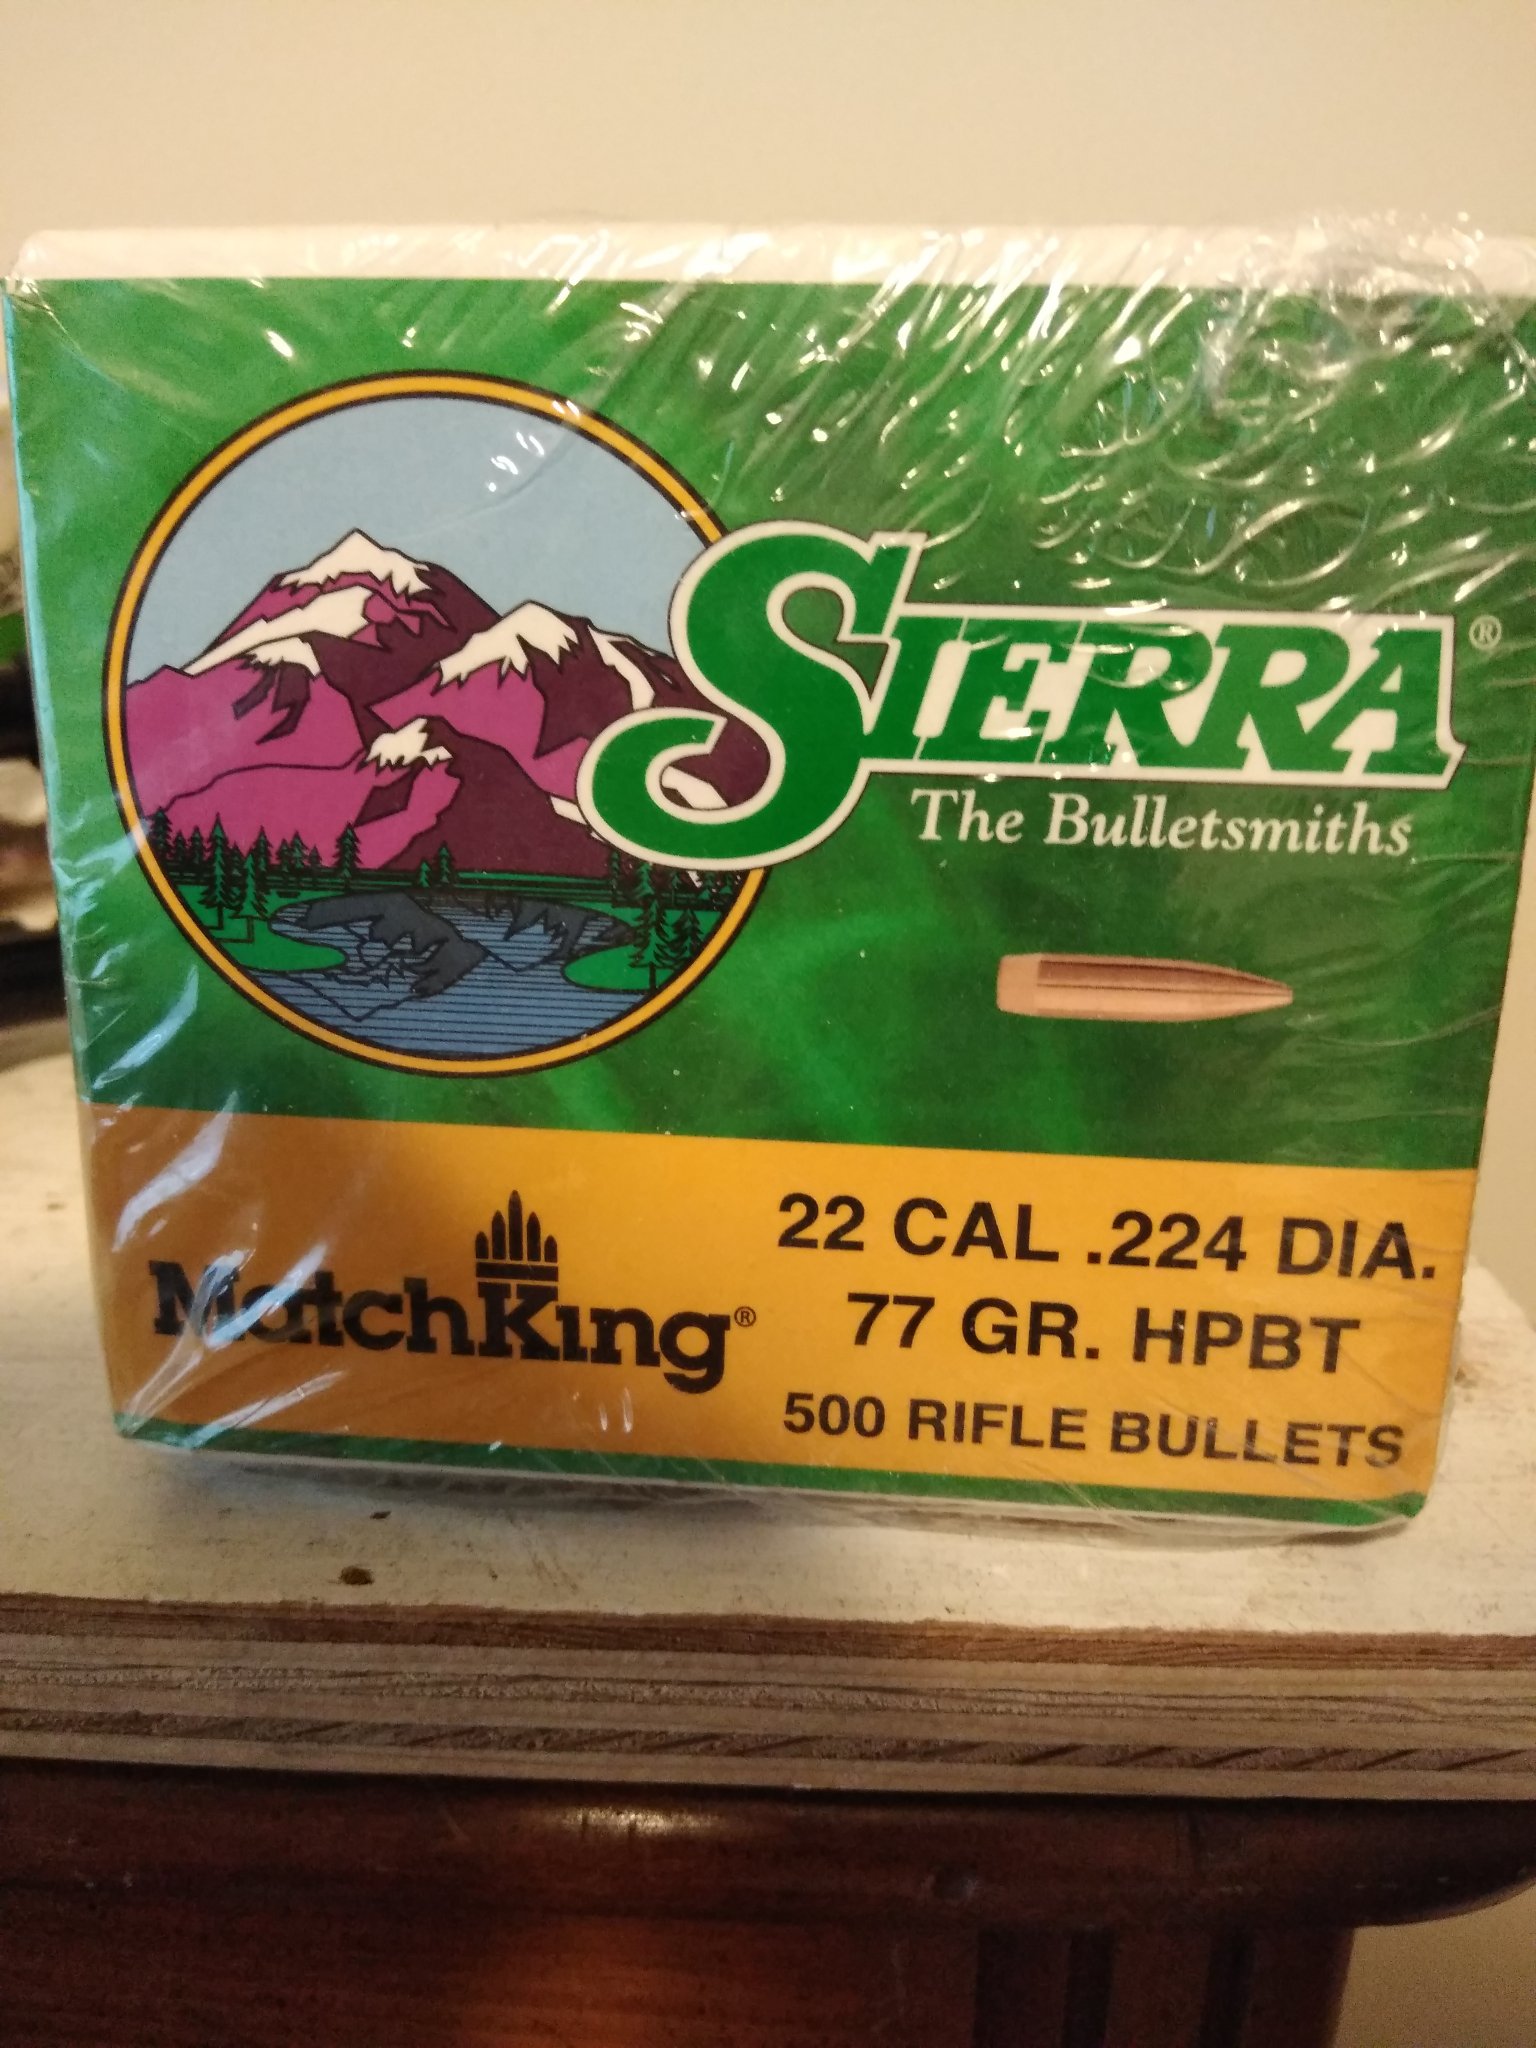 SIERRA®
The Bulletsmiths
MatchKing®
22 CAL .224 DIA.
77 GR. HPBT
500 RIFLE BULLETS